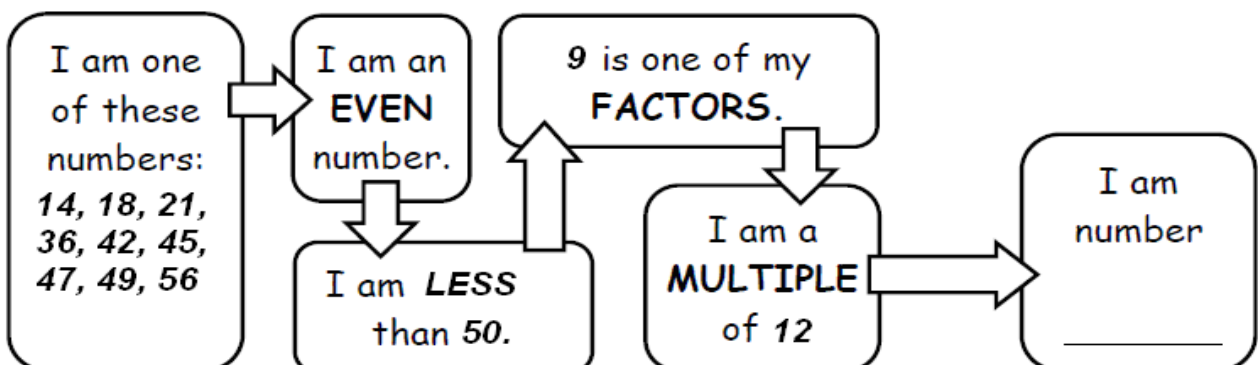 I am one
of these
numbers:
14, 18, 21,
36, 42, 45,
47, 49, 56
I am an
EVEN
number.
I am LESS
than 50.
9 is one of my
FACTORS.
I am a
MULTIPLE
of 12
I am
number